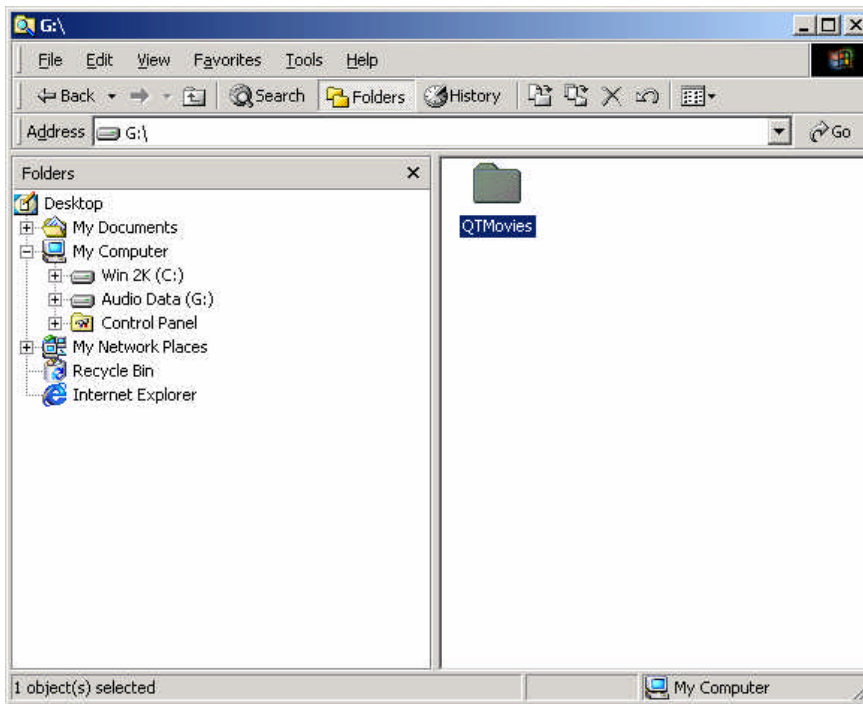 G:\
File Edit View Favorites Tools Help
Back Search Folders History
Address G:\ Go
Folders
Desktop
My Documents
My Computer
Win 2K (C:)
Audio Data (G:)
Control Panel
My Network Places
Recycle Bin
Internet Explorer
QTMovies
1 object(s) selected
My Computer